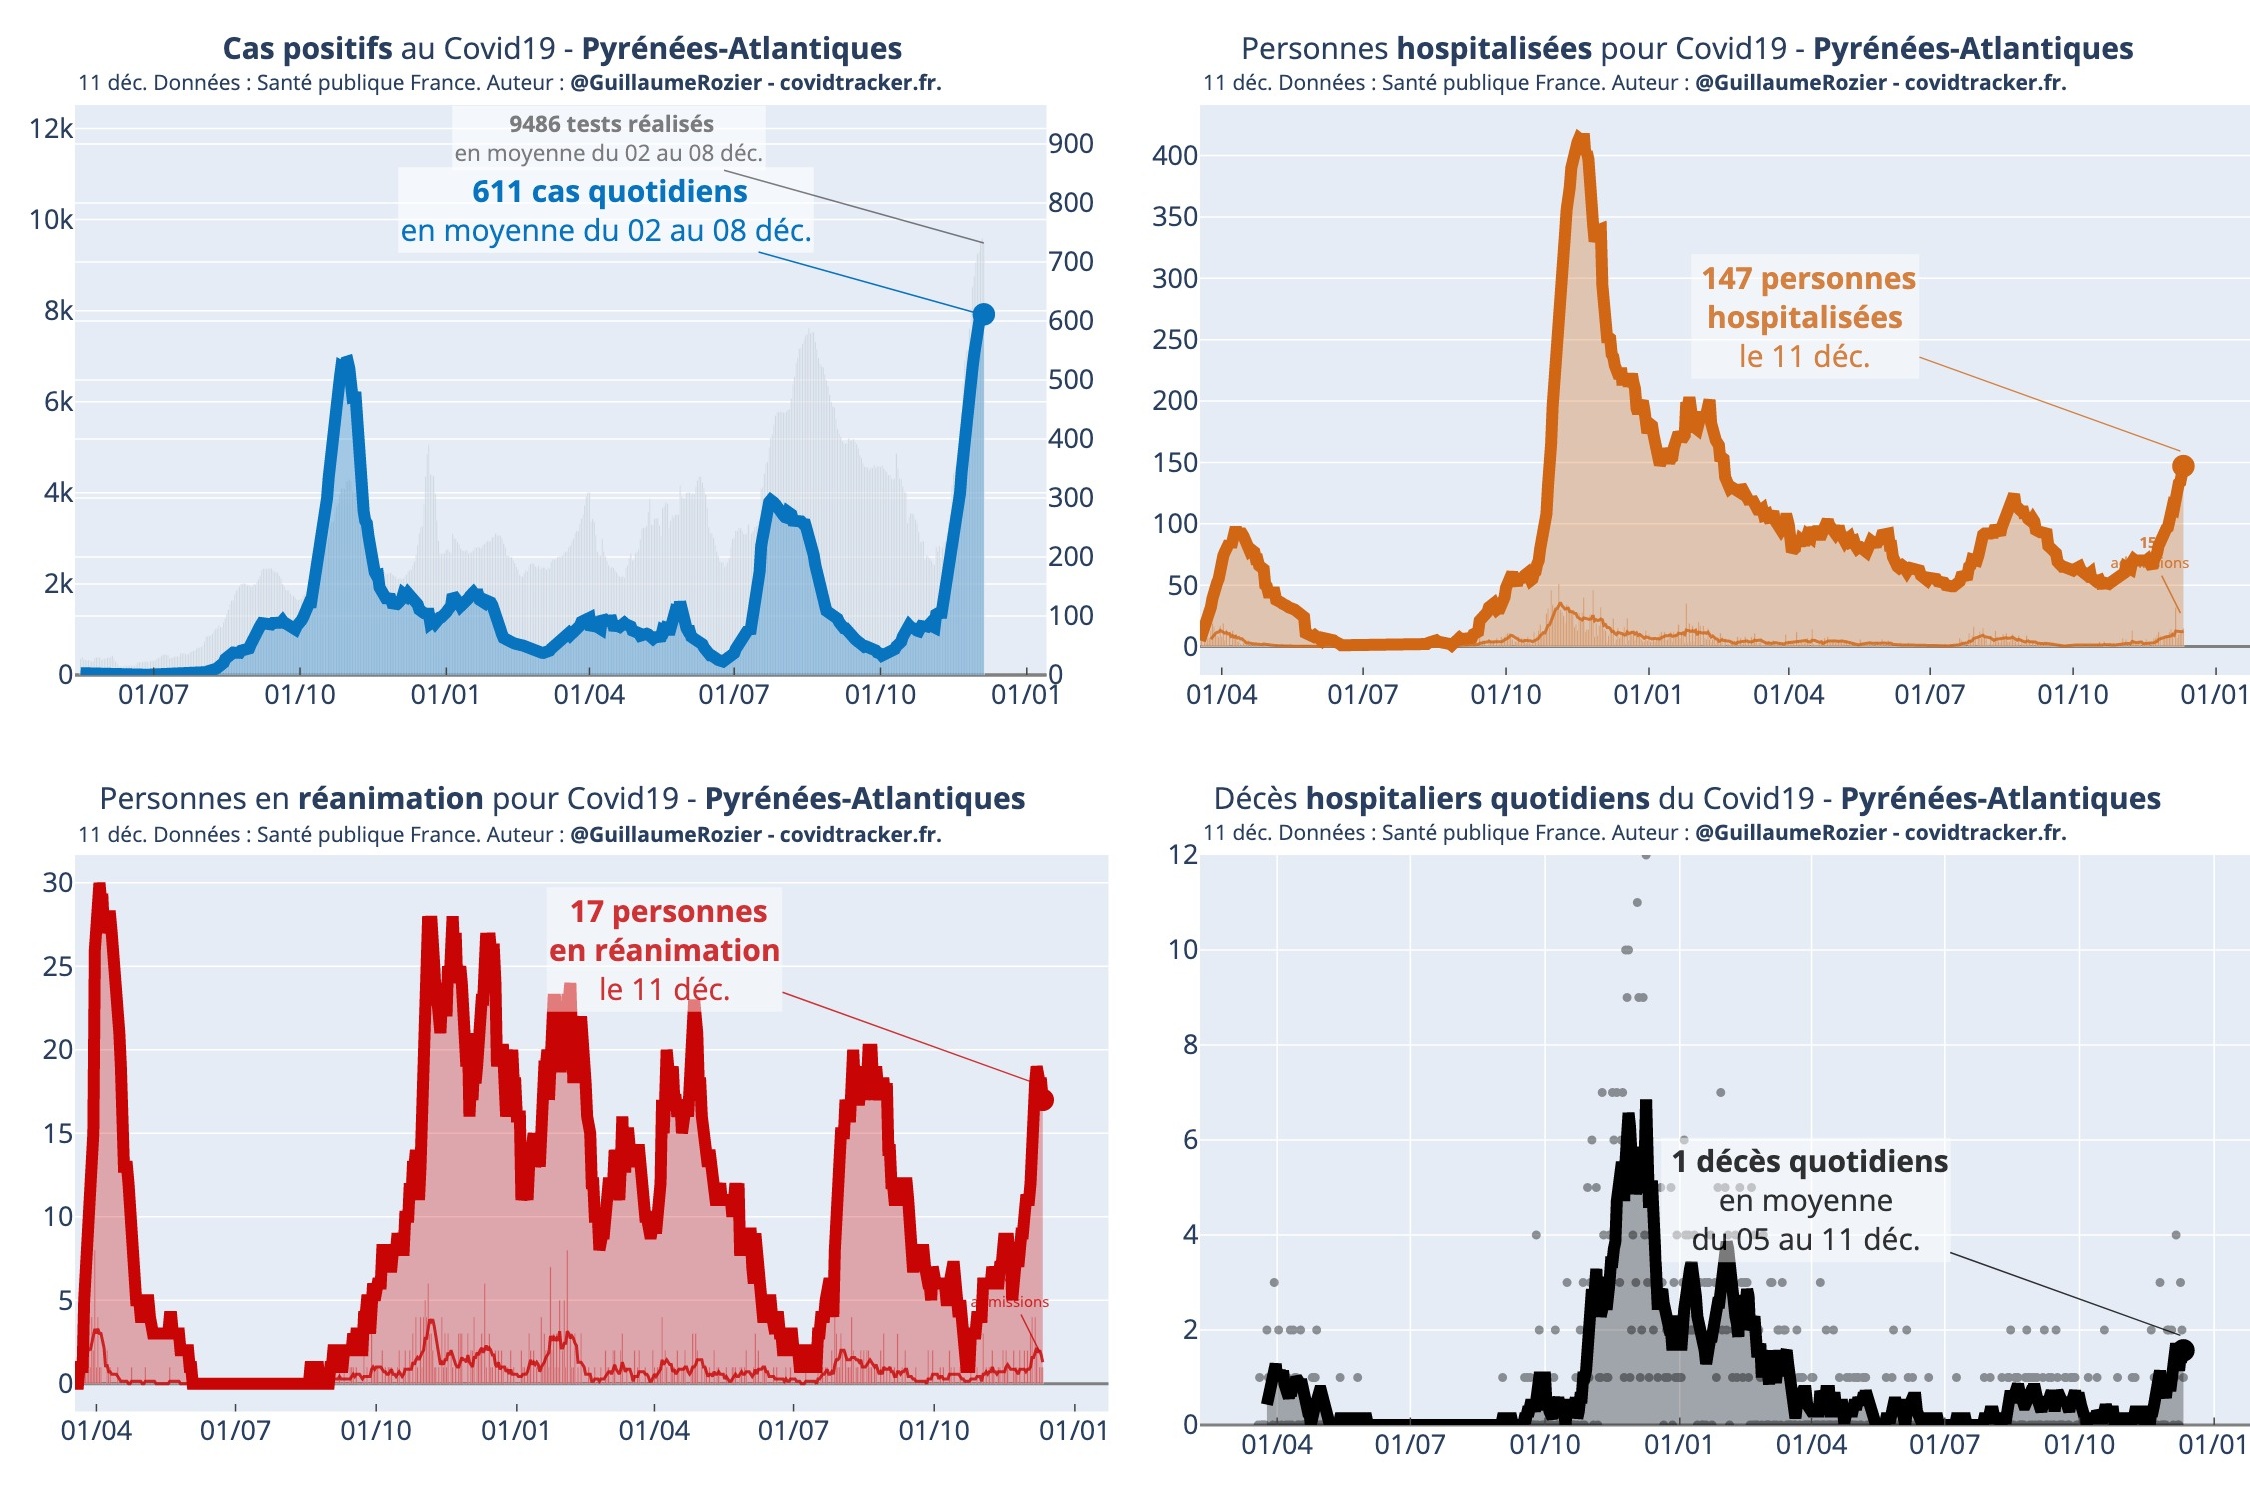 Cas positifs au Covid19 - Pyrénées-Atlantiques
11 déc. Données : Santé publique France. Auteur : @GuillaumeRozier - covidtracker.fr.
9486 tests réalisés
en moyenne du 02 au 08 déc.
611 cas quotidiens
en moyenne du 02 au 08 déc.
12k
10k
8k
6k
4k
2k
0
900
800
700
600
500
400
300
200
100
0
01/07 01/10 01/01 01/04 01/07 01/10 01/01
Personnes hospitalisées pour Covid19 - Pyrénées-Atlantiques
11 déc. Données : Santé publique France. Auteur : @GuillaumeRozier - covidtracker.fr.
147 personnes
hospitalisées
le 11 déc.
400
350
300
250
200
150
100
50
0
01/04 01/07 01/10 01/01 01/04 01/07 01/10 01/01
Personnes en réanimation pour Covid19 - Pyrénées-Atlantiques
11 déc. Données : Santé publique France. Auteur : @GuillaumeRozier - covidtracker.fr.
17 personnes
en réanimation
le 11 déc.
admissions
30
25
20
15
10
5
0
01/04 01/07 01/10 01/01 01/04 01/07 01/10 01/01
Décès hospitaliers quotidiens du Covid19 - Pyrénées-Atlantiques
11 déc. Données : Santé publique France. Auteur : @GuillaumeRozier - covidtracker.fr.
1 décès quotidiens
en moyenne
du 05 au 11 déc.
12
10
8
6
4
2
0
01/04 01/07 01/10 01/01 01/04 01/07 01/10 01/01